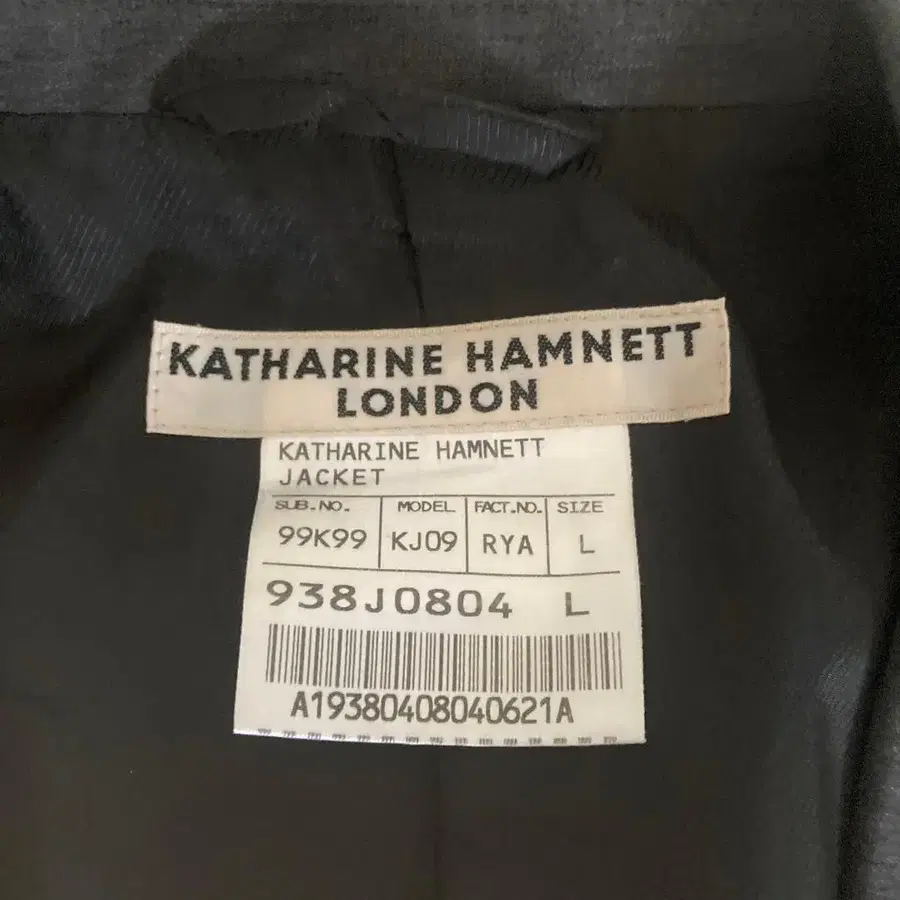 KATHARINE HAMNETT
LONDON
KATHARINE HAMNETT
JACKET
SUB.NO. MODEL FACT.NO. SIZE
99K99 KJ09 RYA L
938J0804 L
A19380408040621A